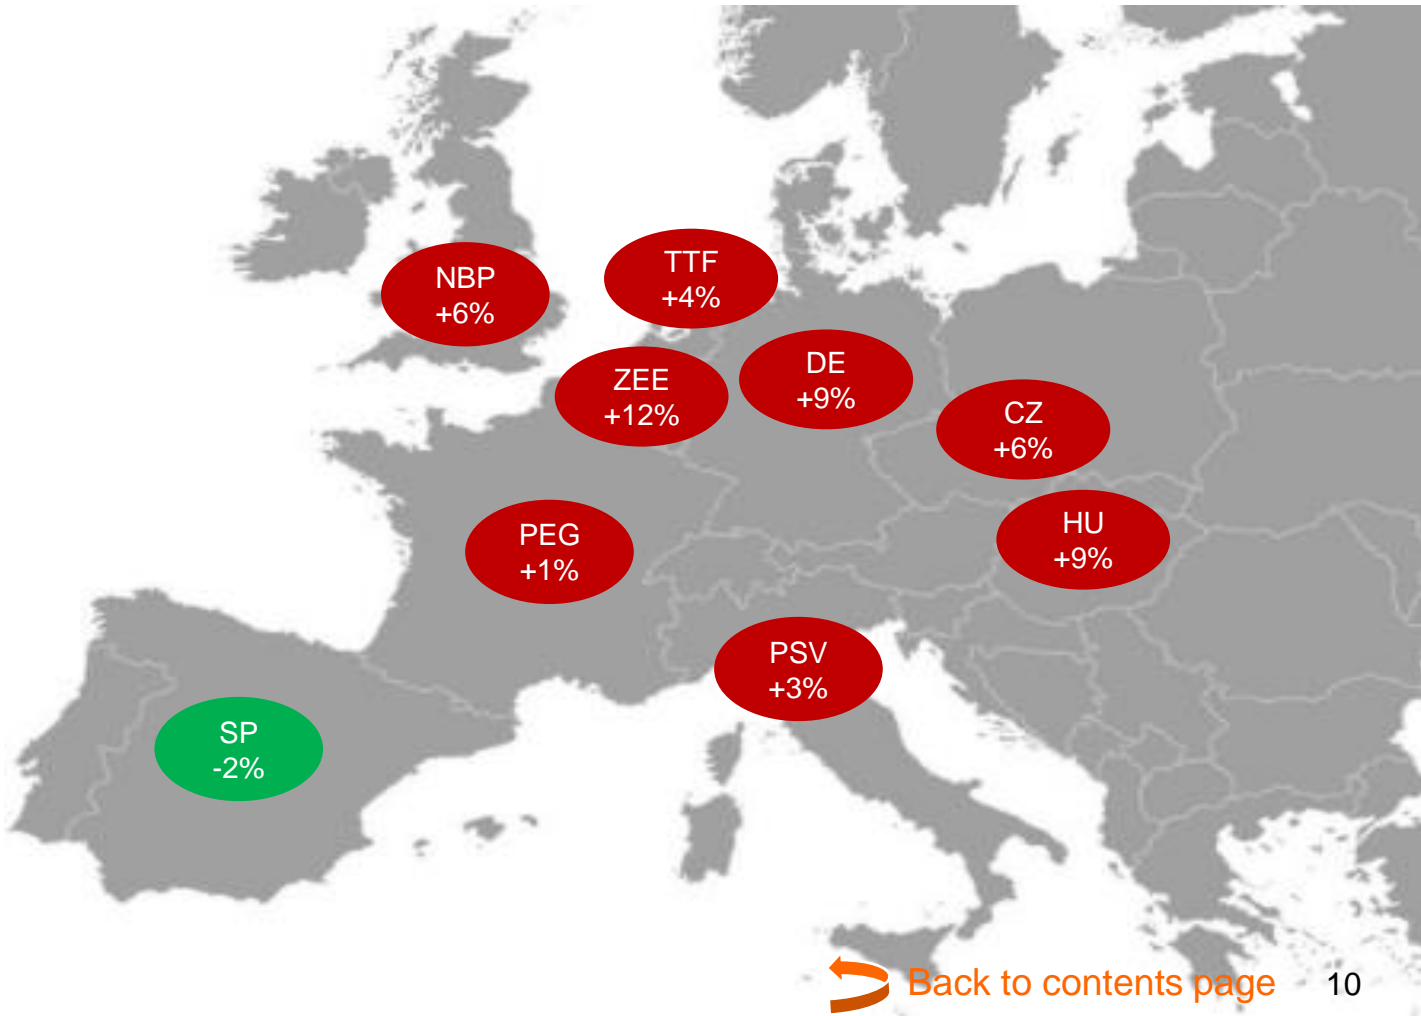 NBP
+6%
TTF
+4%
ZEE
+12%
DE
+9%
CZ
+6%
PEG
+1%
HU
+9%
PSV
+3%
SP
-2%
Back to contents page
10